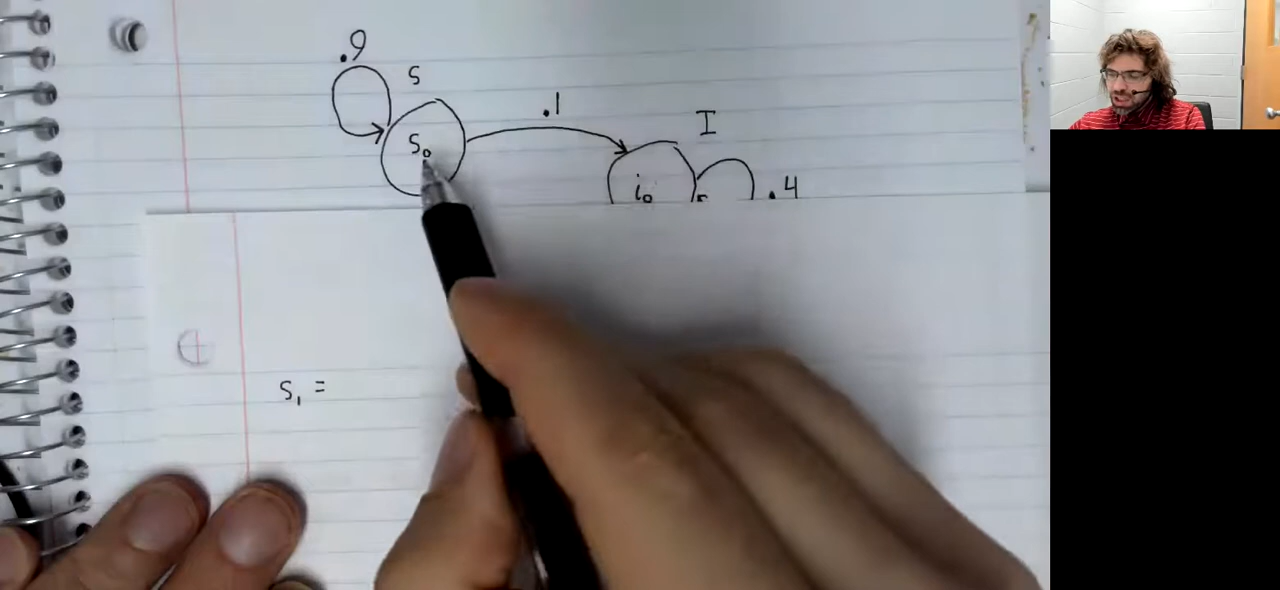 .9
S
.1
I
S₀
i₀
.4
S₁ =